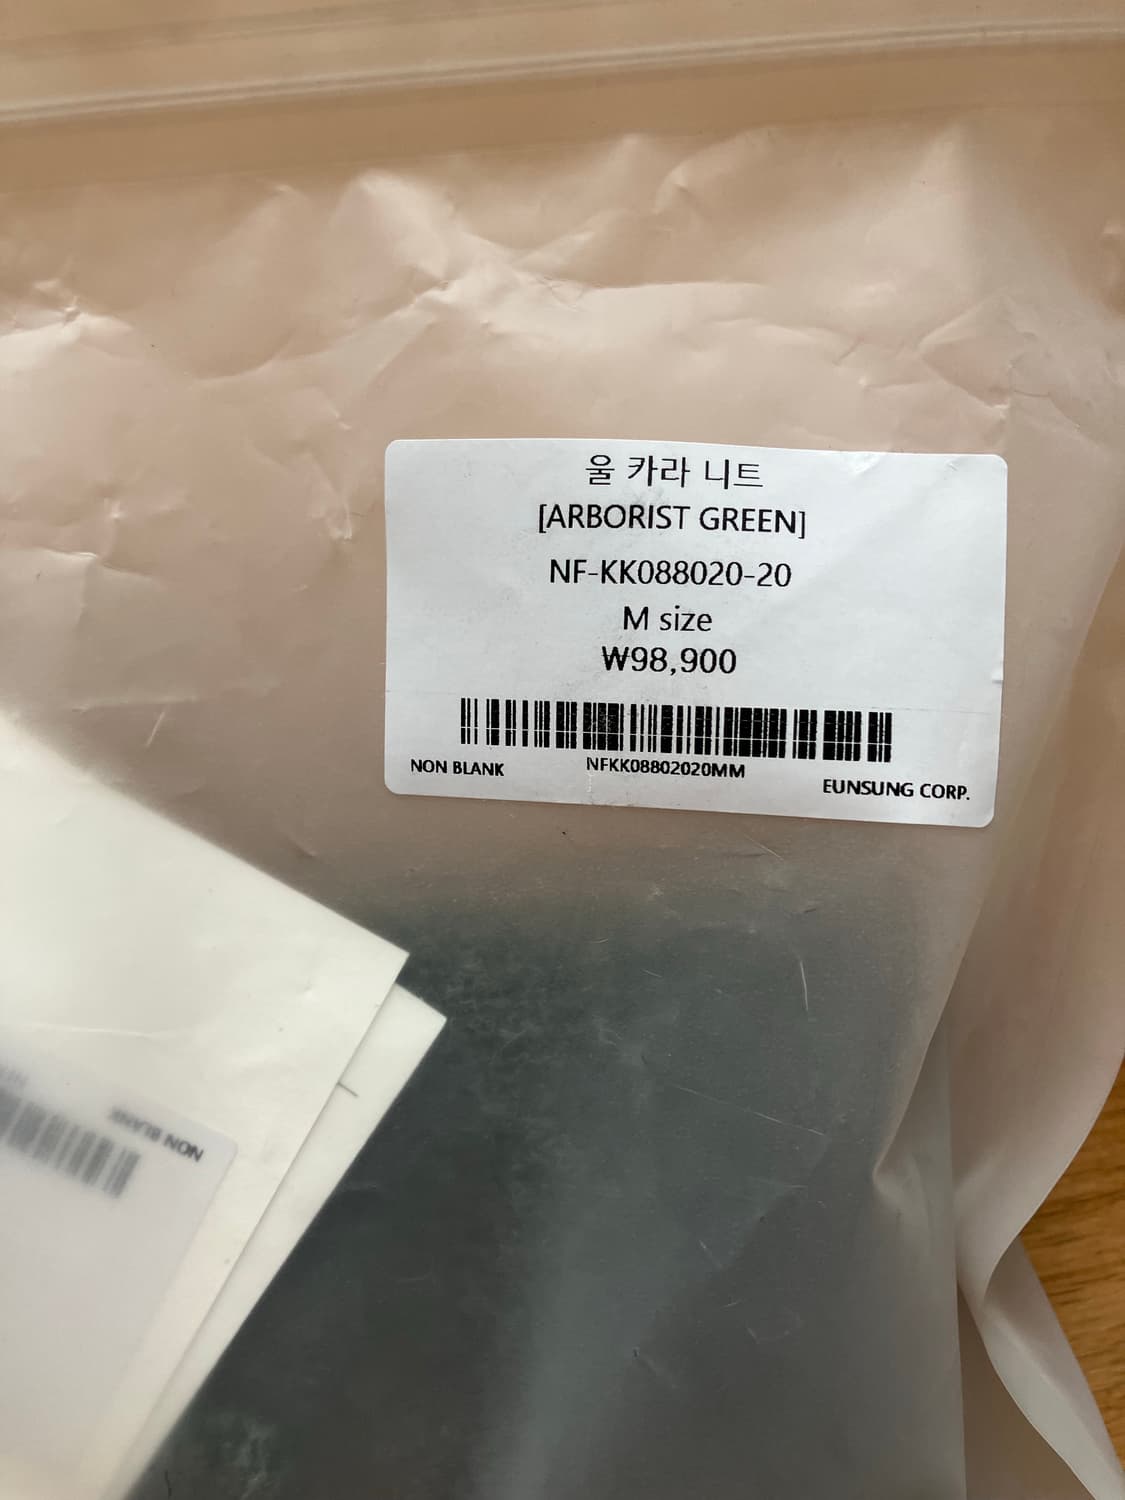 울 카라 니트
[ARBORIST GREEN]
NF-KK088020-20
M size
₩98,900
NON BLANK
NFKK08802020MM
EUNSUNG CORP.
NON BLANK